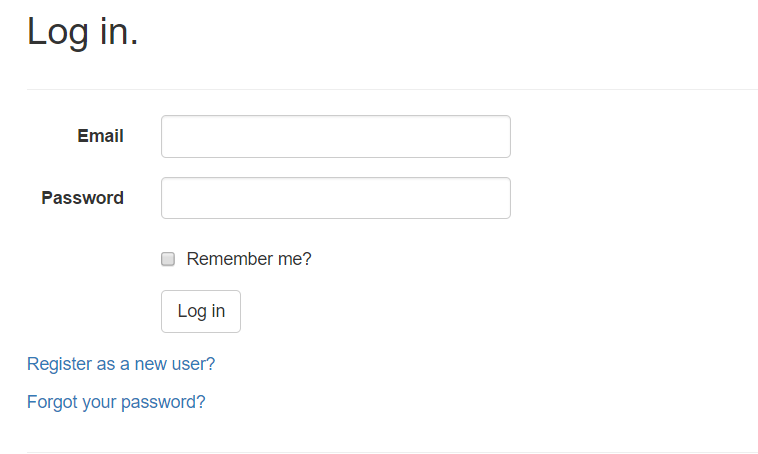 Log in.
Email
Password
Remember me?
Log in
Register as a new user?
Forgot your password?